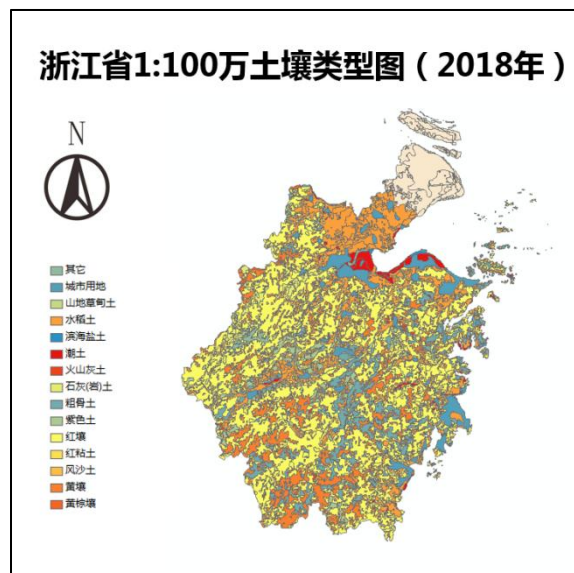 浙江省1:100万土壤类型图（2018年）
N
其它
城市用地
山地草甸土
水稻土
滨海盐土
潮土
火山灰土
石灰(岩)土
粗骨土
紫色土
红壤
红粘土
风沙土
黄壤
黄棕壤